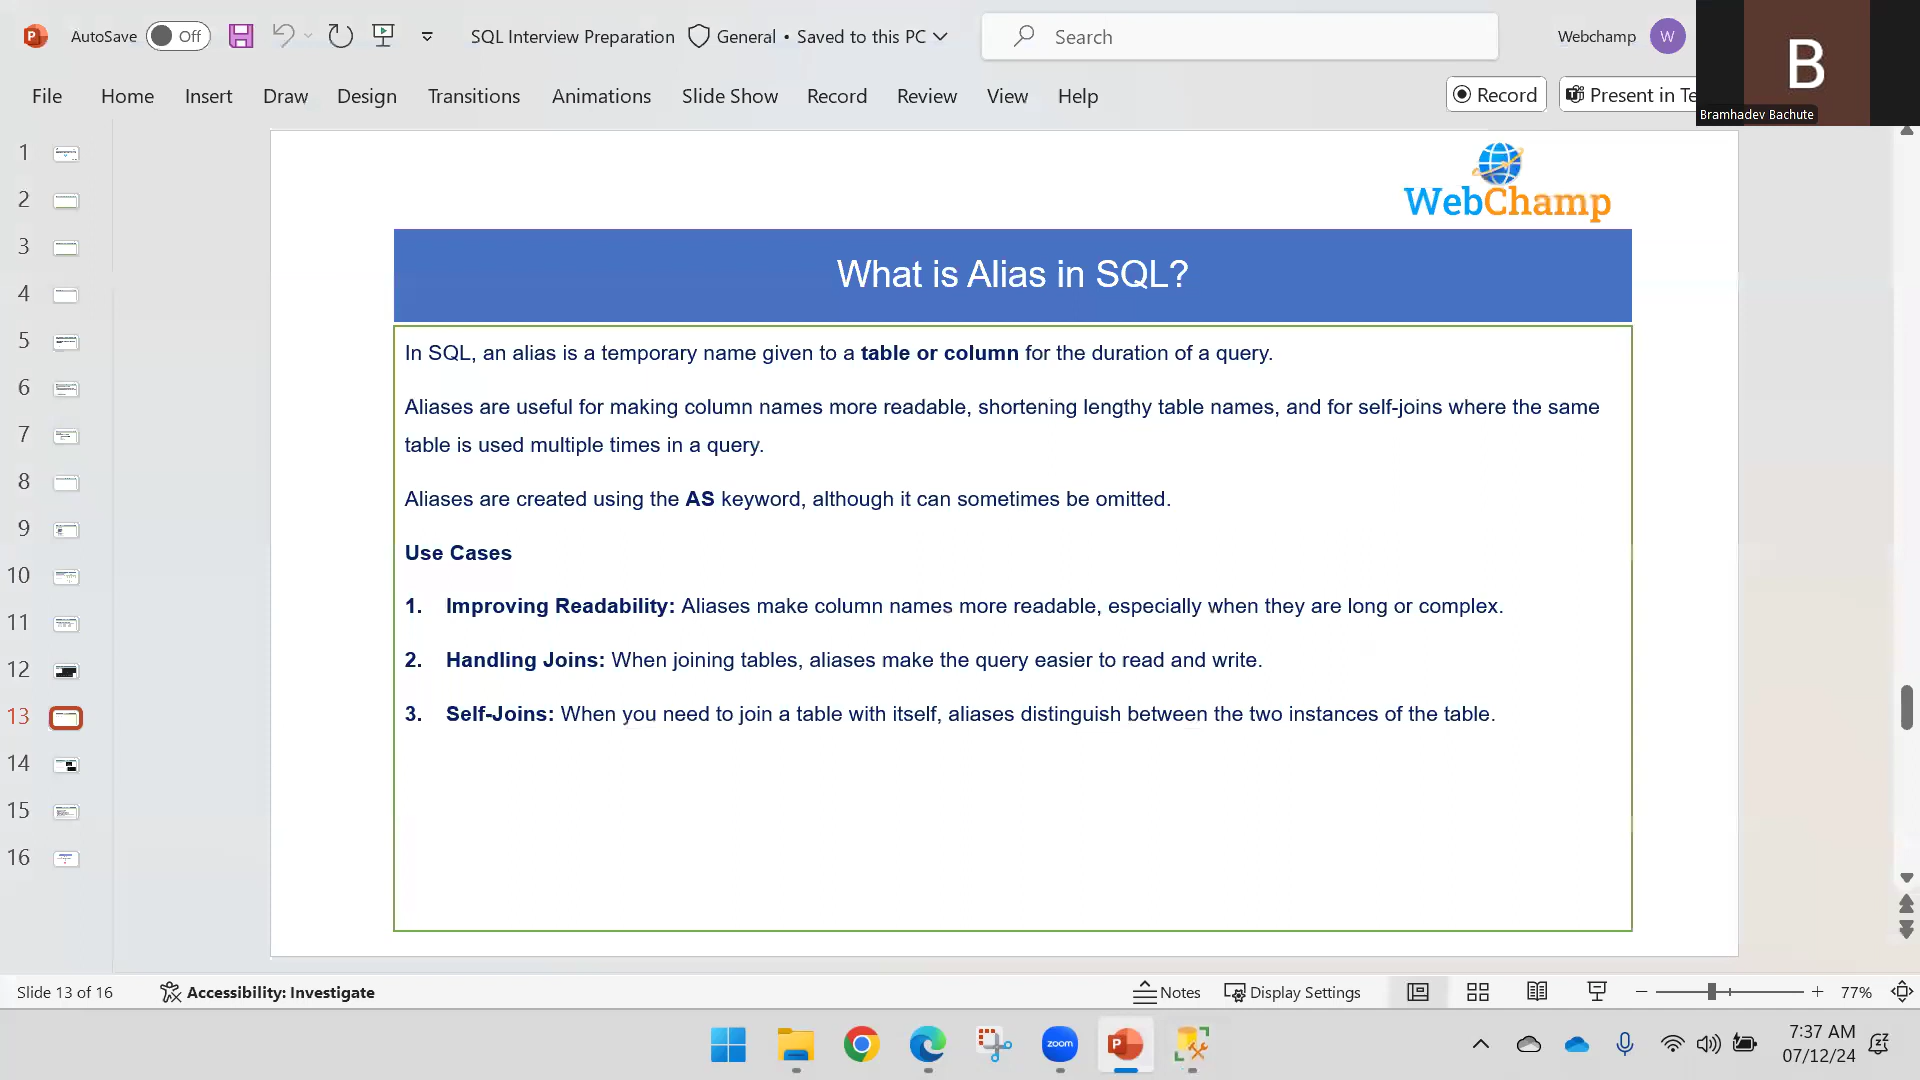 AutoSave Off SQL Interview Preparation General • Saved to this PC Search Webchamp W
B
Bramhadev Bachute
File Home Insert Draw Design Transitions Animations Slide Show Record Review View Help Record Present in Te
WebChamp
What is Alias in SQL?
In SQL, an alias is a temporary name given to a table or column for the duration of a query.
Aliases are useful for making column names more readable, shortening lengthy table names, and for self-joins where the same
table is used multiple times in a query.
Aliases are created using the AS keyword, although it can sometimes be omitted.
Use Cases
1. Improving Readability: Aliases make column names more readable, especially when they are long or complex.
2. Handling Joins: When joining tables, aliases make the query easier to read and write.
3. Self-Joins: When you need to join a table with itself, aliases distinguish between the two instances of the table.
1
2
3
4
5
6
7
8
9
10
11
12
13
14
15
16
Slide 13 of 16 Accessibility: Investigate Notes Display Settings 77%
zoom
7:37 AM
07/12/24